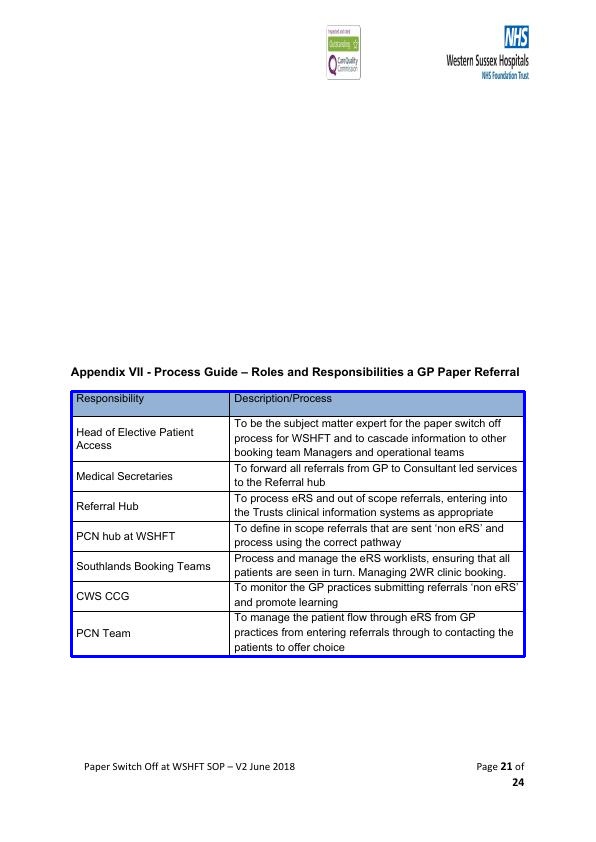 Inspected and rated
Outstanding
CareQuality
Commission
NHS
Western Sussex Hospitals
NHS Foundation Trust
Appendix VII - Process Guide – Roles and Responsibilities a GP Paper Referral
Responsibility
Description/Process
Head of Elective Patient
Access
To be the subject matter expert for the paper switch off
process for WSHFT and to cascade information to other
booking team Managers and operational teams
Medical Secretaries
To forward all referrals from GP to Consultant led services
to the Referral hub
Referral Hub
To process eRS and out of scope referrals, entering into
the Trusts clinical information systems as appropriate
PCN hub at WSHFT
To define in scope referrals that are sent ‘non eRS’ and
process using the correct pathway
Southlands Booking Teams
Process and manage the eRS worklists, ensuring that all
patients are seen in turn. Managing 2WR clinic booking.
CWS CCG
To monitor the GP practices submitting referrals ‘non eRS’
and promote learning
PCN Team
To manage the patient flow through eRS from GP
practices from entering referrals through to contacting the
patients to offer choice
Paper Switch Off at WSHFT SOP – V2 June 2018
Page 21 of
24